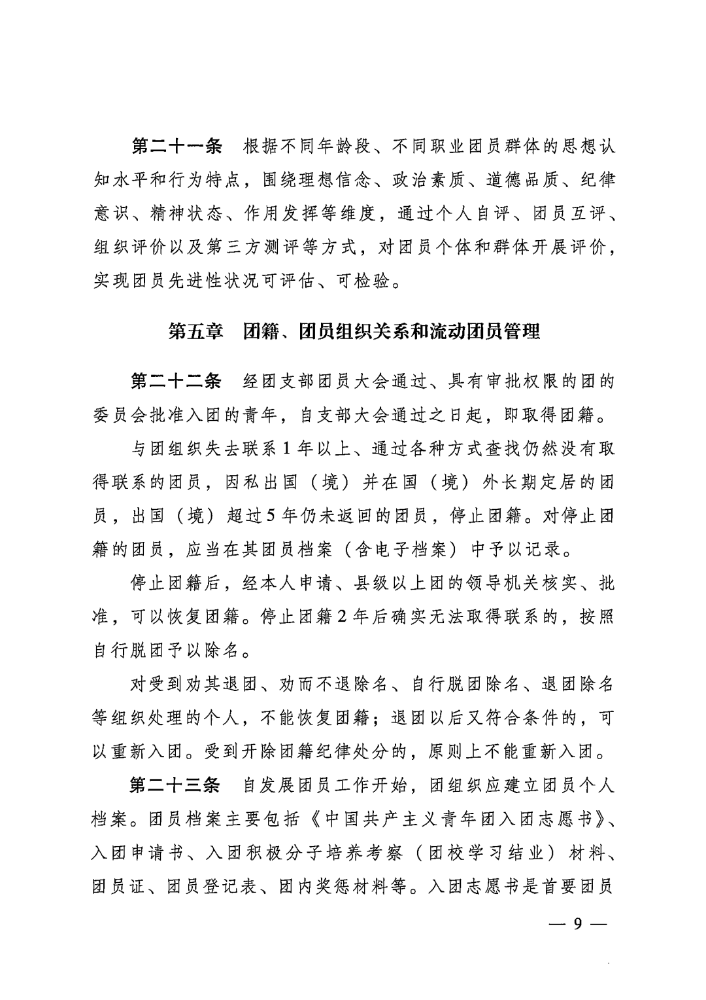 第二十一条　根据不同年龄段、不同职业团员群体的思想认
知水平和行为特点，围绕理想信念、政治素质、道德品质、纪律
意识、精神状态、作用发挥等维度，通过个人自评、团员互评、
组织评价以及第三方测评等方式，对团员个体和群体开展评价，
实现团员先进性状况可评估、可检验。
第五章　团籍、团员组织关系和流动团员管理
第二十二条　经团支部团员大会通过、具有审批权限的团的
委员会批准入团的青年，自支部大会通过之日起，即取得团籍。
与团组织失去联系1年以上、通过各种方式查找仍然没有取
得联系的团员，因私出国（境）并在国（境）外长期定居的团
员，出国（境）超过5年仍未返回的团员，停止团籍。对停止团
籍的团员，应当在其团员档案（含电子档案）中予以记录。
停止团籍后，经本人申请、县级以上团的领导机关核实、批
准，可以恢复团籍。停止团籍2年后确实无法取得联系的，按照
自行脱团予以除名。
对受到劝其退团、劝而不退除名、自行脱团除名、退团除名
等组织处理的个人，不能恢复团籍；退团以后又符合条件的，可
以重新入团。受到开除团籍纪律处分的，原则上不能重新入团。
第二十三条　自发展团员工作开始，团组织应建立团员个人
档案。团员档案主要包括《中国共产主义青年团入团志愿书》、
入团申请书、入团积极分子培养考察（团校学习结业）材料、
团员证、团员登记表、团内奖惩材料等。入团志愿书是首要团员
— 9 —